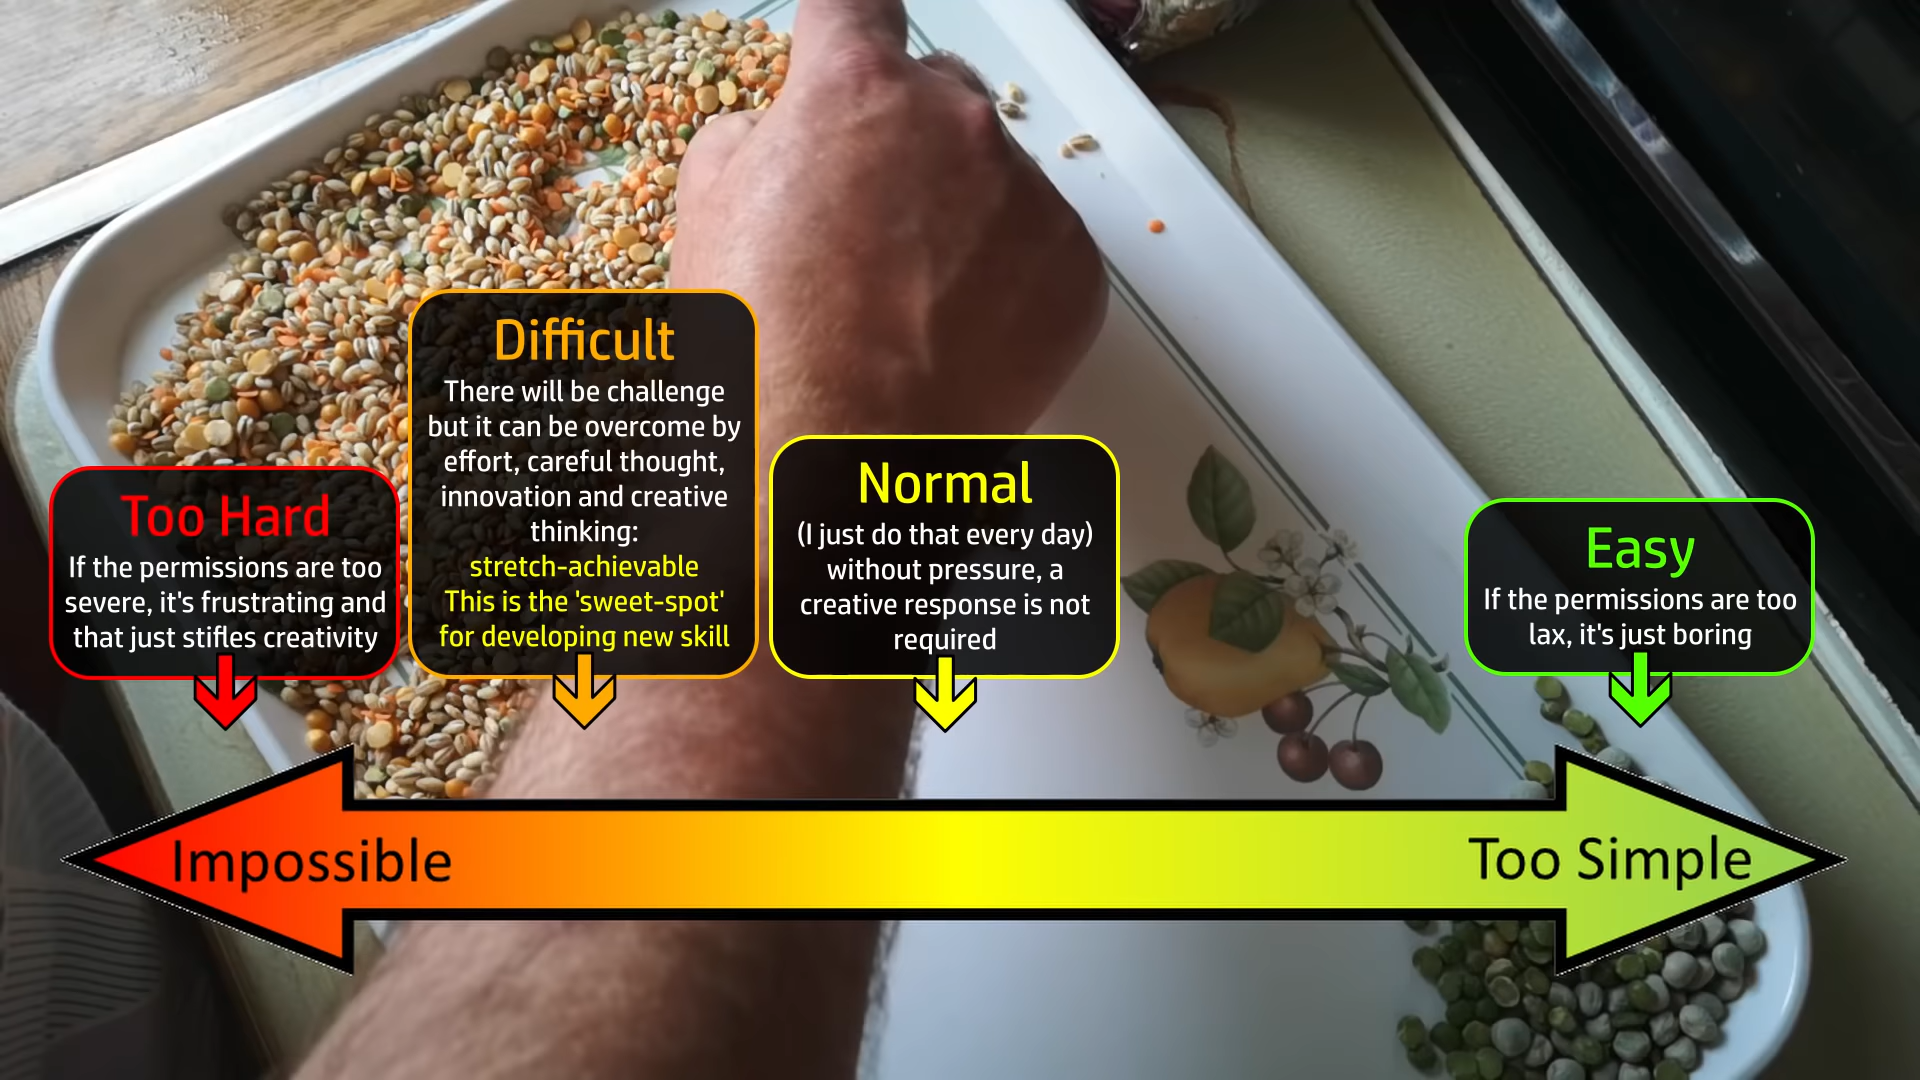 Too Hard
If the permissions are too
severe, it's frustrating and
that just stifles creativity
Difficult
There will be challenge
but it can be overcome by
effort, careful thought,
innovation and creative
thinking:
stretch-achievable
This is the 'sweet-spot'
for developing new skill
Normal
(I just do that every day)
without pressure, a
creative response is not
required
Easy
If the permissions are too
lax, it's just boring
Impossible
Too Simple